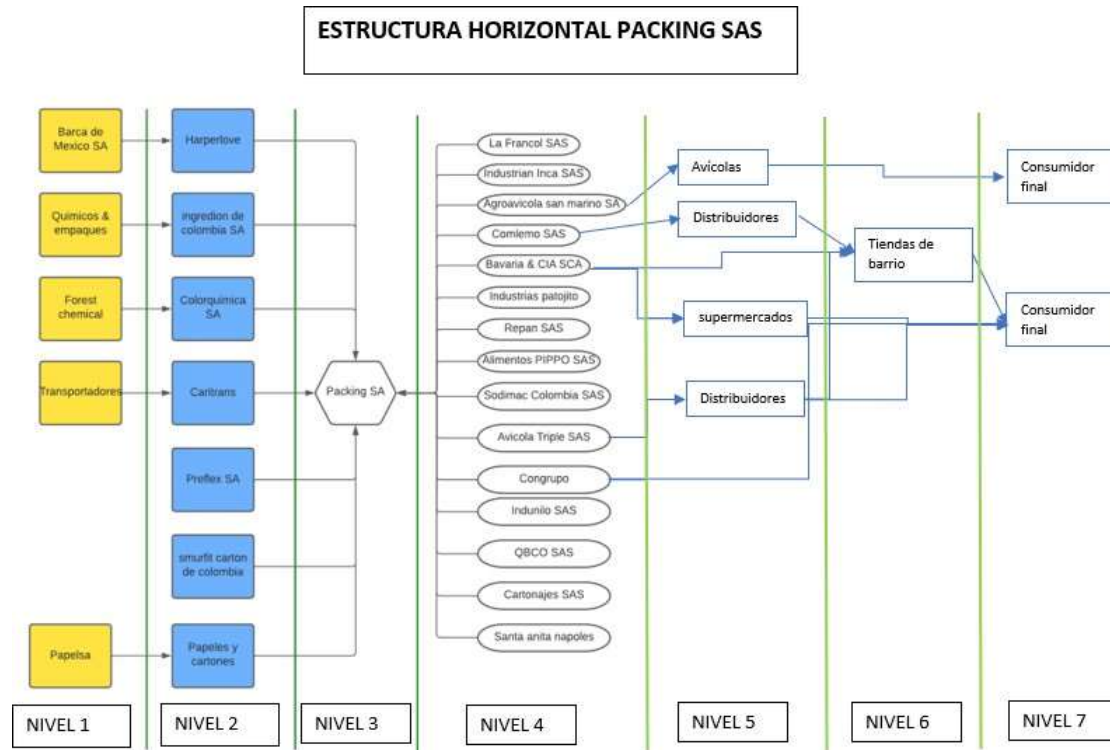 ESTRUCTURA HORIZONTAL PACKING SAS
Barca de
Mexico SA
Quimicos &
empaques
Forest
chemical
Transportadores
Papelsa
Harperlove
ingredion de
colombia SA
Colorquimica
SA
Caritrans
Preflex SA
smurfit carton
de colombia
Papeles y
cartones
Packing SA
La Francol SAS
Industrian Inca SAS
Agroavicola san marino SA
Comlemo SAS
Bavaria & CIA SCA
Industrias patojito
Repan SAS
Alimentos PIPPO SAS
Sodimac Colombia SAS
Avicola Triple SAS
Congrupo
Indunilo SAS
QBCO SAS
Cartonajes SAS
Santa anita napoles
Avícolas
Distribuidores
supermercados
Distribuidores
Tiendas de
barrio
Consumidor
final
Consumidor
final
NIVEL 1
NIVEL 2
NIVEL 3
NIVEL 4
NIVEL 5
NIVEL 6
NIVEL 7